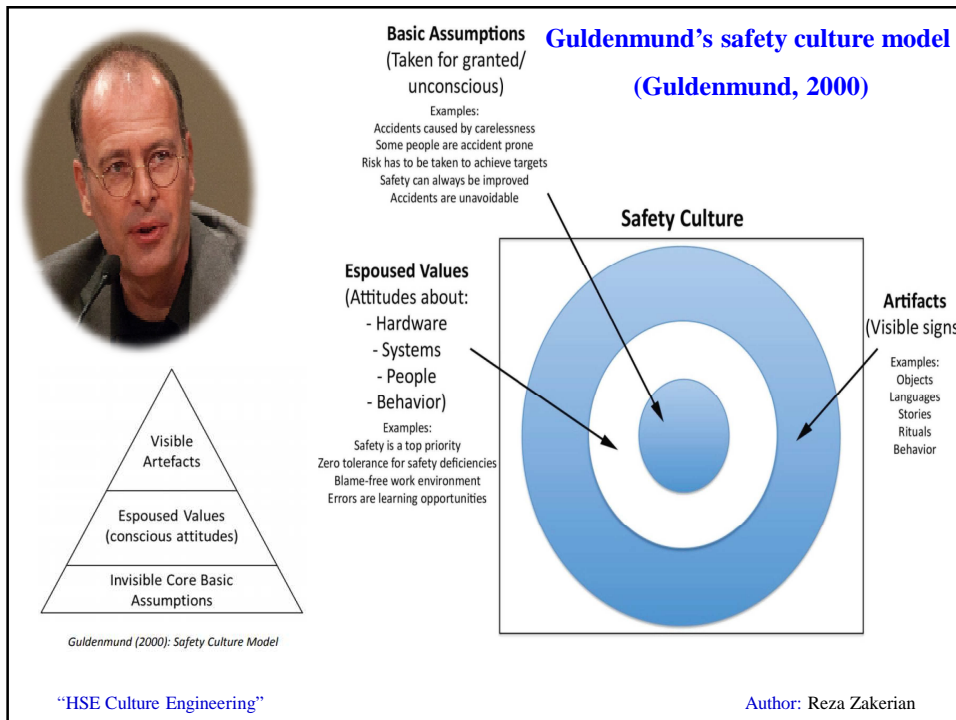 Guldenmund's safety culture model
(Guldenmund, 2000)
Basic Assumptions
(Taken for granted/
unconscious)
Examples:
Accidents caused by carelessness
Some people are accident prone
Risk has to be taken to achieve targets
Safety can always be improved
Accidents are unavoidable
Safety Culture
Espoused Values
(Attitudes about:
- Hardware
- Systems
- People
- Behavior)
Examples:
Safety is a top priority
Zero tolerance for safety deficiencies
Blame-free work environment
Errors are learning opportunities
Artifacts
(Visible signs
Examples:
Objects
Languages
Stories
Rituals
Behavior
Visible
Artefacts
Espoused Values
(conscious attitudes)
Invisible Core Basic
Assumptions
Guldenmund (2000): Safety Culture Model
“HSE Culture Engineering”
Author: Reza Zakerian